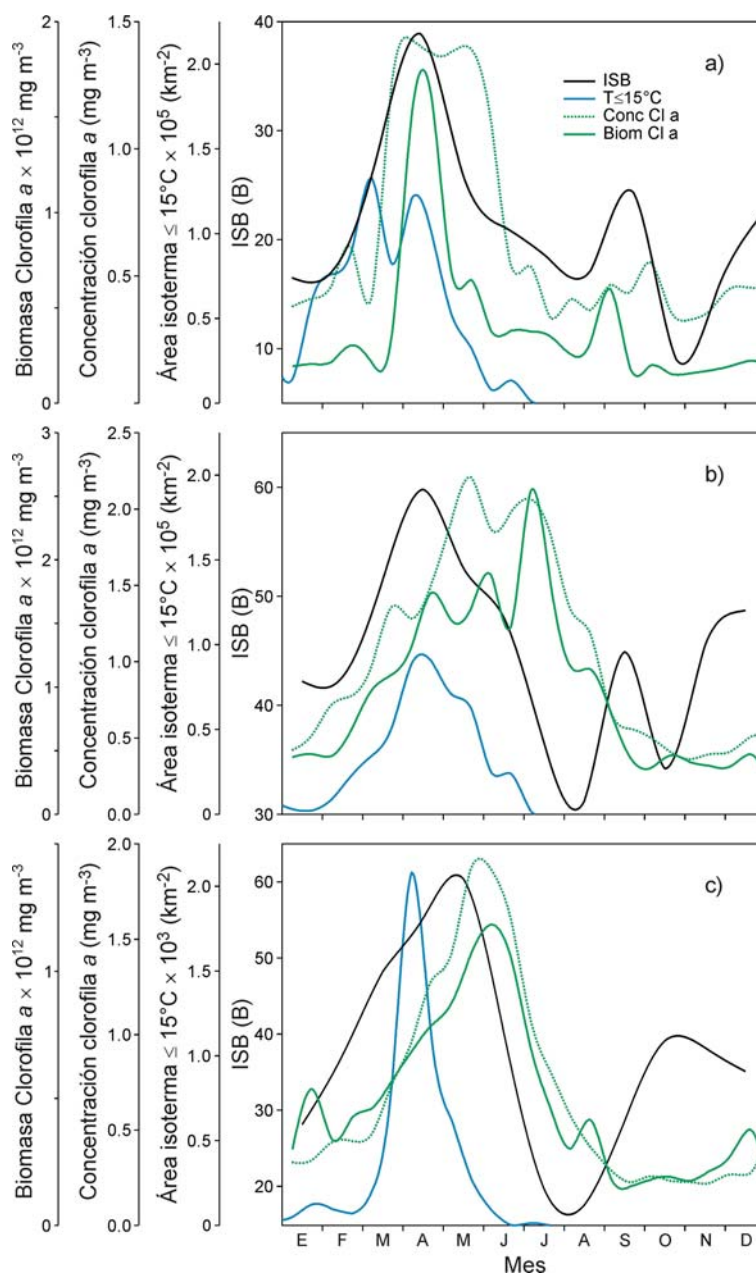 a)
ISB
T≤15°C
Conc Cl a
Biom Cl a
Biomasa Clorofila a × 10¹² mg m⁻³
2
1
0
Concentración clorofila a (mg m⁻³)
1.5
1.0
0.5
0
Área isoterma ≤ 15°C × 10⁵ (km⁻²)
2.0
1.5
1.0
0.5
0
ISB (B)
40
30
20
10
b)
Biomasa Clorofila a × 10¹² mg m⁻³
3
2
1
0
Concentración clorofila a (mg m⁻³)
2.5
2.0
1.5
1.0
0.5
0.0
Área isoterma ≤ 15°C × 10⁵ (km⁻²)
2.0
1.5
1.0
0.5
0
ISB (B)
60
50
40
30
c)
Biomasa Clorofila a × 10¹² mg m⁻³
1
0
Concentración clorofila a (mg m⁻³)
2.0
1.5
1.0
0.5
0.0
Área isoterma ≤ 15°C × 10³ (km⁻²)
2.0
1.5
1.0
0.5
0
ISB (B)
60
50
40
30
20
E F M A M J J A S O N D
Mes